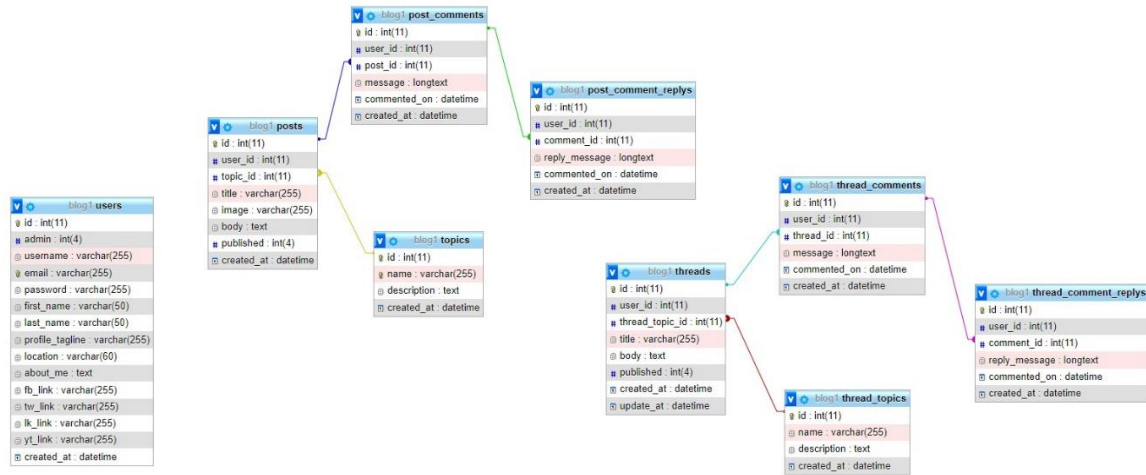 blog1 users
id : int(11)
admin : int(4)
username : varchar(255)
email : varchar(255)
password : varchar(255)
first_name : varchar(50)
last_name : varchar(50)
profile_tagline : varchar(255)
location : varchar(60)
about_me : text
fb_link : varchar(255)
tw_link : varchar(255)
lk_link : varchar(255)
yt_link : varchar(255)
created_at : datetime
blog1 posts
id : int(11)
user_id : int(11)
topic_id : int(11)
title : varchar(255)
image : varchar(255)
body : text
published : int(4)
created_at : datetime
blog1 post_comments
id : int(11)
user_id : int(11)
post_id : int(11)
message : longtext
commented_on : datetime
created_at : datetime
blog1 topics
id : int(11)
name : varchar(255)
description : text
created_at : datetime
blog1 post_comment_replys
id : int(11)
user_id : int(11)
comment_id : int(11)
reply_message : longtext
commented_on : datetime
created_at : datetime
blog1 threads
id : int(11)
user_id : int(11)
thread_topic_id : int(11)
title : varchar(255)
body : text
published : int(4)
created_at : datetime
update_at : datetime
blog1 thread_comments
id : int(11)
user_id : int(11)
thread_id : int(11)
message : longtext
commented_on : datetime
created_at : datetime
blog1 thread_topics
id : int(11)
name : varchar(255)
description : text
created_at : datetime
blog1 thread_comment_replys
id : int(11)
user_id : int(11)
comment_id : int(11)
reply_message : longtext
commented_on : datetime
created_at : datetime